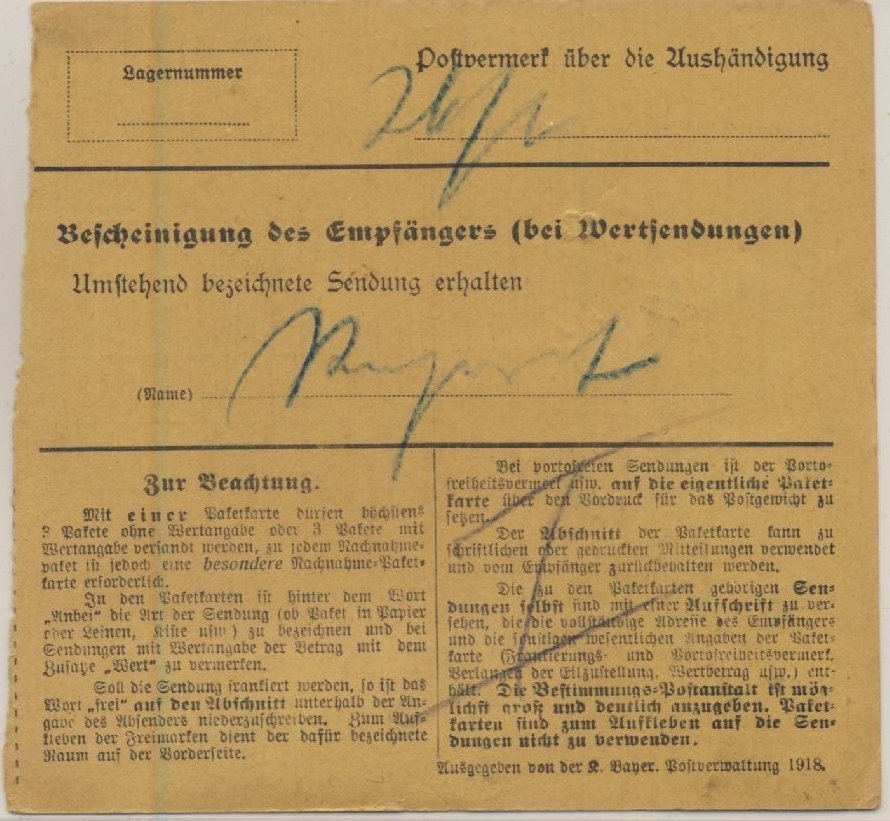 Lagernummer
Postvermerk über die Aushändigung
Bescheinigung des Empfängers (bei Wertsendungen)
Umstehend bezeichnete Sendung erhalten
(Name)
Zur Beachtung.
Mit einer Paketkarte dürfen höchstens
3 Pakete ohne Wertangabe oder 3 Pakete mit
Wertangabe versandt werden, zu jedem Nachnahme-
paket ist jedoch eine besondere Nachnahme-Paket-
karte erforderlich.
In den Paketkarten ist hinter dem Wort
„Anbei" die Art der Sendung (ob Paket in Papier
oder Leinen, Kiste usw) zu bezeichnen und bei
Sendungen mit Wertangabe der Betrag mit dem
Zusatze „Wert" zu vermerken.
Soll die Sendung frankiert werden, so ist das
Wort „frei" auf den Abschnitt unterhalb der An-
gabe des Absenders niederzuschreiben. Zum Auf-
kleben der Freimarken dient der dafür bezeichnete
Raum auf der Vorderseite.
Bei portofreien Sendungen ist der Porto-
freiheitsvermerk usw. auf die eigentliche Paket-
karte über den Vordruck für das Postgewicht zu
setzen.
Der Abschnitt der Paketkarte kann zu
schriftlichen oder gedruckten Mitteilungen verwendet
und vom Empfänger zurückbehalten werden.
Die zu den Paketkarten gehörigen Sen-
dungen selbst sind mit einer Aufschrift zu ver-
sehen, die die vollständige Adresse des Empfängers
und die sonstigen wesentlichen Angaben der Paket-
karte (Frankierungs- und Portofreiheitsvermerk,
Verlangen der Eilzustellung, Wertbetrag usw.) ent-
hält. Die Bestimmungs-Postanstalt ist mög-
lichst groß und deutlich anzugeben. Paket-
karten sind zum Aufkleben auf die Sen-
dungen nicht zu verwenden.
Ausgegeben von der K. Bayer. Postverwaltung 1918.